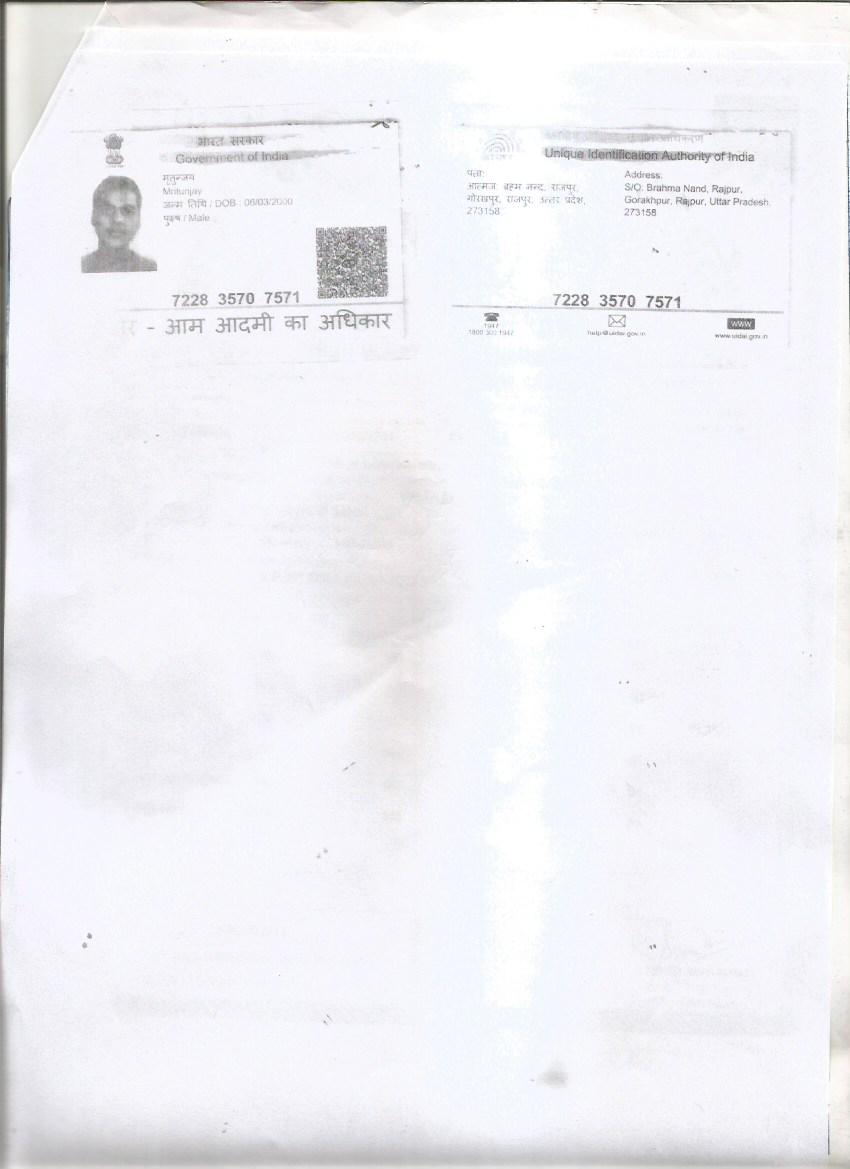 भारत सरकार
Government of India
मृतुन्जय
Mritunjay
जन्म तिथि / DOB : 06/03/2000
पुरुष / Male
7228 3570 7571
- आम आदमी का अधिकार
Unique Identification Authority of India
पता:
आत्मज: ब्रहम नन्द, राजपुर,
गोरखपुर, राजपुर, उत्तर प्रदेश,
273158
Address:
S/O: Brahma Nand, Rajpur,
Gorakhpur, Rajpur, Uttar Pradesh,
273158
7228 3570 7571
1947
1800 300 1947
help@uidai.gov.in
WWW
www.uidai.gov.in